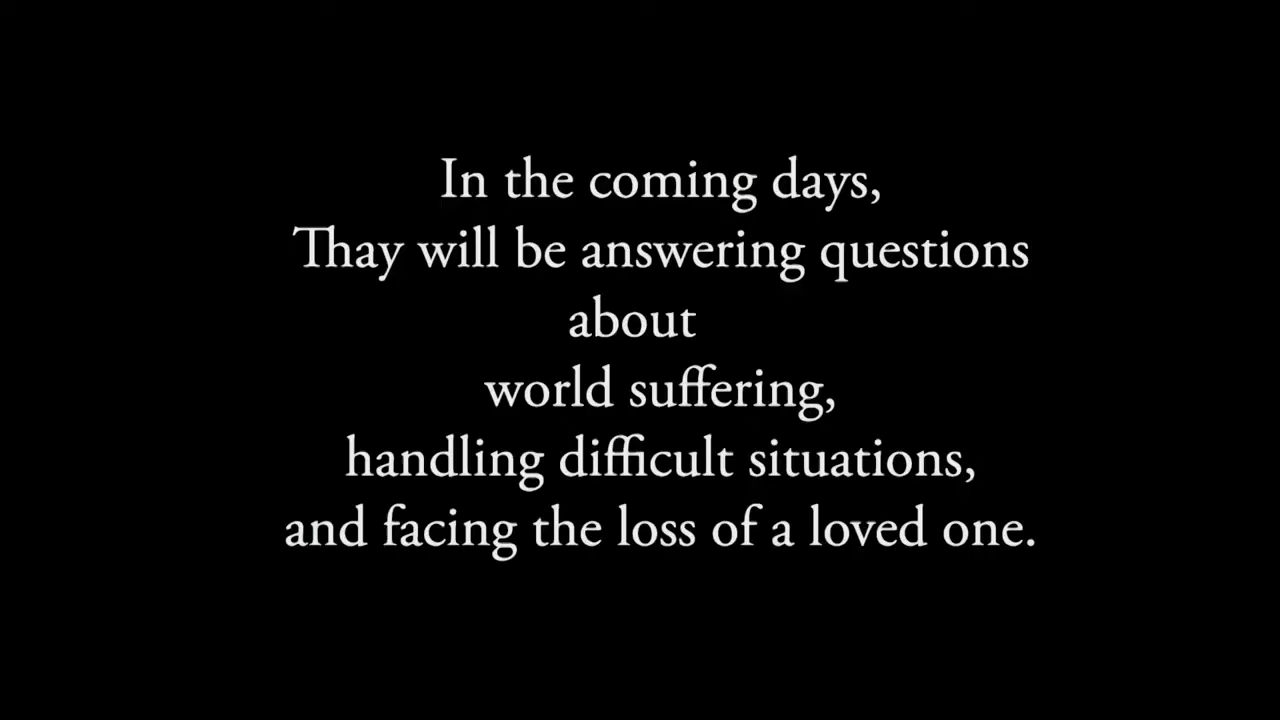 In the coming days,
Thay will be answering questions
about
world suffering,
handling difficult situations,
and facing the loss of a loved one.